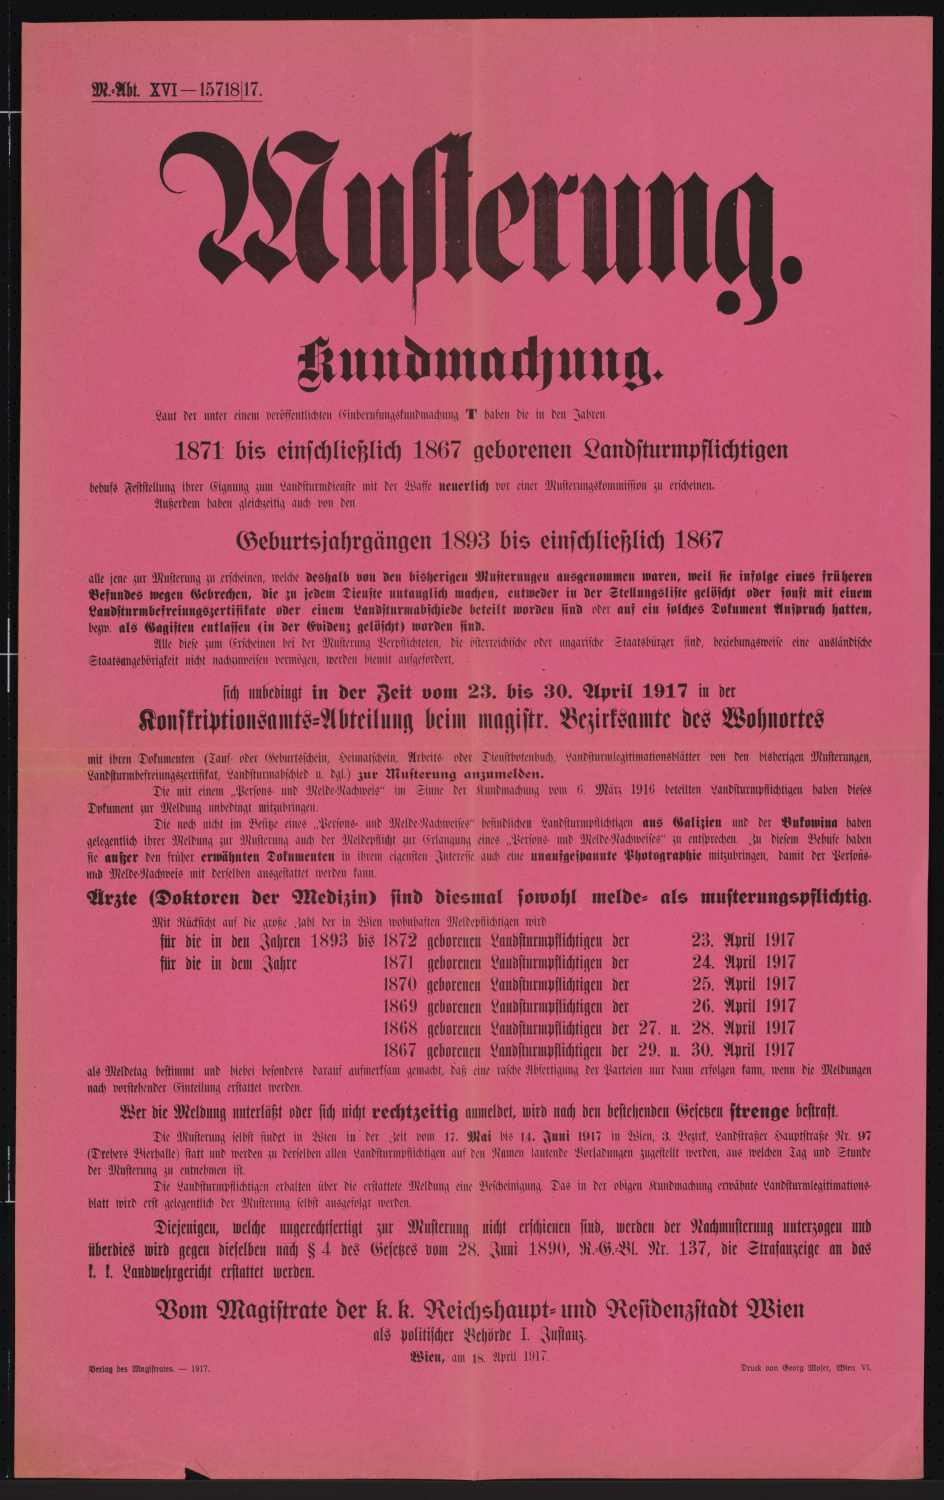 M.-Abt. XVI—15718/17.
Musterung.
Kundmachung.
Laut der unter einem veröffentlichten Einberufungskundmachung T haben die in den Jahren
1871 bis einschließlich 1867 geborenen Landsturmpflichtigen
behufs Feststellung ihrer Eignung zum Landsturmdienste mit der Waffe neuerlich vor einer Musterungskommission zu erscheinen.
Außerdem haben gleichzeitig auch von den
Geburtsjahrgängen 1893 bis einschließlich 1867
alle jene zur Musterung zu erscheinen, welche deshalb von den bisherigen Musterungen ausgenommen waren, weil sie infolge eines früheren
Befundes wegen Gebrechen, die zu jedem Dienste untauglich machen, entweder in der Stellungsliste gelöscht oder sonst mit einem
Landsturmbefreiungszertifikate oder einem Landsturmabschiede beteilt worden sind oder auf ein solches Dokument Anspruch hatten,
bezw. als Gagisten entlassen (in der Evidenz gelöscht) worden sind.
Alle diese zum Erscheinen bei der Musterung Verpflichteten, die österreichische oder ungarische Staatsbürger sind, beziehungsweise eine ausländische
Staatsangehörigkeit nicht nachzuweisen vermögen, werden hiemit aufgefordert,
sich unbedingt in der Zeit vom 23. bis 30. April 1917 in der
Konskriptionsamts-Abteilung beim magistr. Bezirksamte des Wohnortes
mit ihren Dokumenten (Tauf- oder Geburtsschein, Heimatschein, Arbeits- oder Dienstbotenbuch, Landsturmlegitimationsblätter von den bisherigen Musterungen,
Landsturmbefreiungszertifikat, Landsturmabschied u. dgl.) zur Musterung anzumelden.
Die mit einem „Persons- und Melde-Nachweis“ im Sinne der Kundmachung vom 6. März 1916 beteilten Landsturmpflichtigen haben dieses
Dokument zur Meldung unbedingt mitzubringen.
Die noch nicht im Besitze eines „Persons- und Melde-Nachweises“ befindlichen Landsturmpflichtigen aus Galizien und der Bukowina haben
gelegentlich ihrer Meldung zur Musterung auch der Meldepflicht zur Erlangung eines „Persons- und Melde-Nachweises“ zu entsprechen. Zu diesem Behufe haben
sie außer den früher erwähnten Dokumenten in ihrem eigensten Interesse auch eine unaufgespannte Photographie mitzubringen, damit der Persons-
und Melde-Nachweis mit derselben ausgestattet werden kann.
Ärzte (Doktoren der Medizin) sind diesmal sowohl melde- als musterungspflichtig.
Mit Rücksicht auf die große Zahl der in Wien wohnhaften Meldepflichtigen wird
für die in den Jahren 1893 bis 1872 geborenen Landsturmpflichtigen der 23. April 1917
für die in dem Jahre 1871 geborenen Landsturmpflichtigen der 24. April 1917
1870 geborenen Landsturmpflichtigen der 25. April 1917
1869 geborenen Landsturmpflichtigen der 26. April 1917
1868 geborenen Landsturmpflichtigen der 27. u. 28. April 1917
1867 geborenen Landsturmpflichtigen der 29. u. 30. April 1917
als Meldetag bestimmt und hiebei besonders darauf aufmerksam gemacht, daß eine rasche Abfertigung der Parteien nur dann erfolgen kann, wenn die Meldungen
nach vorstehender Einteilung erstattet werden.
Wer die Meldung unterläßt oder sich nicht rechtzeitig anmeldet, wird nach den bestehenden Gesetzen strenge bestraft.
Die Musterung selbst findet in Wien in der Zeit vom 17. Mai bis 14. Juni 1917 in Wien, 3. Bezirk, Landstraßer Hauptstraße Nr. 97
(Drehers Bierhalle) statt und werden zu derselben allen Landsturmpflichtigen auf den Namen lautende Vorladungen zugestellt werden, aus welchen Tag und Stunde
der Musterung zu entnehmen ist.
Die Landsturmpflichtigen erhalten über die erstattete Meldung eine Bescheinigung. Das in der obigen Kundmachung erwähnte Landsturmlegitimations-
blatt wird erst gelegentlich der Musterung selbst ausgefolgt werden.
Diejenigen, welche ungerechtfertigt zur Musterung nicht erschienen sind, werden der Nachmusterung unterzogen und
überdies wird gegen dieselben nach § 4 des Gesetzes vom 28. Juni 1890, R.-G.-Bl. Nr. 137, die Strafanzeige an das
k. k. Landwehrgericht erstattet werden.
Vom Magistrate der k. k. Reichshaupt- und Residenzstadt Wien
als politischer Behörde I. Instanz.
Wien, am 18. April 1917.
Verlag des Magistrates. — 1917.
Druck von Georg Moser, Wien VI.